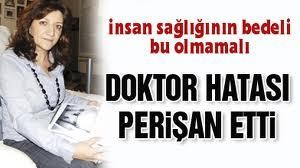 insan sağlığının bedeli
bu olmamalı
DOKTOR HATASI
PERİŞAN ETTİ